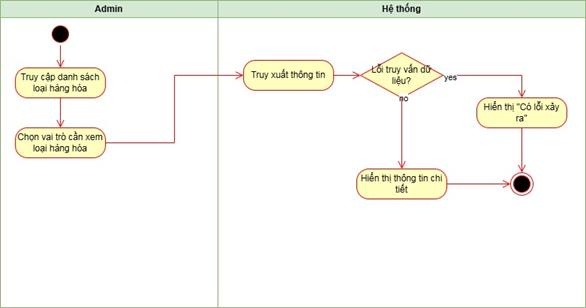 Admin
Hệ thống
Truy cập danh sách
loại hàng hóa
Chọn vai trò cần xem
loại hàng hóa
Truy xuất thông tin
Lỗi truy vấn dữ
liệu?
yes
no
Hiển thị "Có lỗi xảy
ra"
Hiển thị thông tin chi
tiết